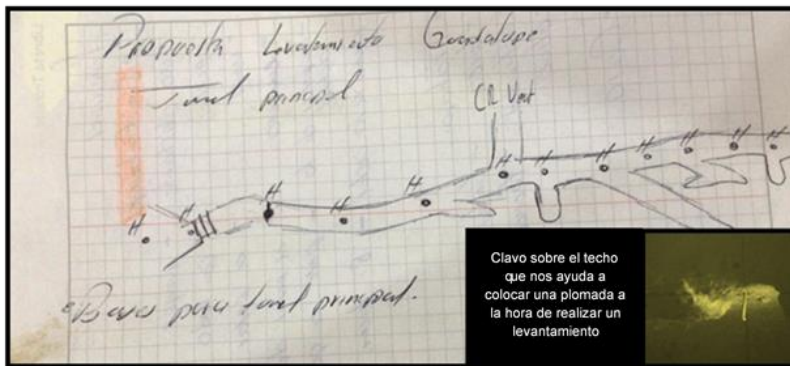 Propuesta Levantamiento Guadalupe
Tunel principal
CR Vert
H H H H H H H H H H H H
Base para tunel principal.
Clavo sobre el techo
que nos ayuda a
colocar una plomada a
la hora de realizar un
levantamiento